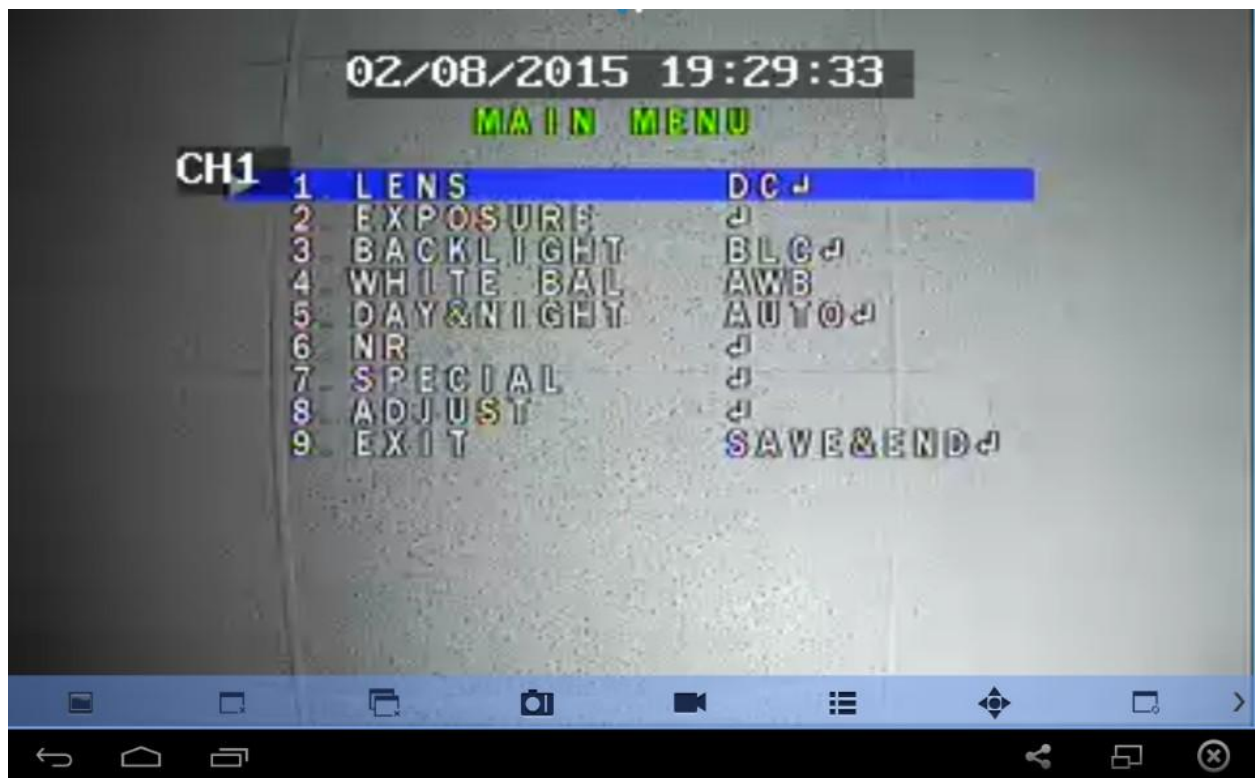 02/08/2015 19:29:33
MAIN MENU
CH1
1. LENS DC↲
2. EXPOSURE ↲
3. BACKLIGHT BLC↲
4. WHITE BAL AWB
5. DAY&NIGHT AUTO↲
6. NR ↲
7. SPECIAL ↲
8. ADJUST ↲
9. EXIT SAVE&END↲